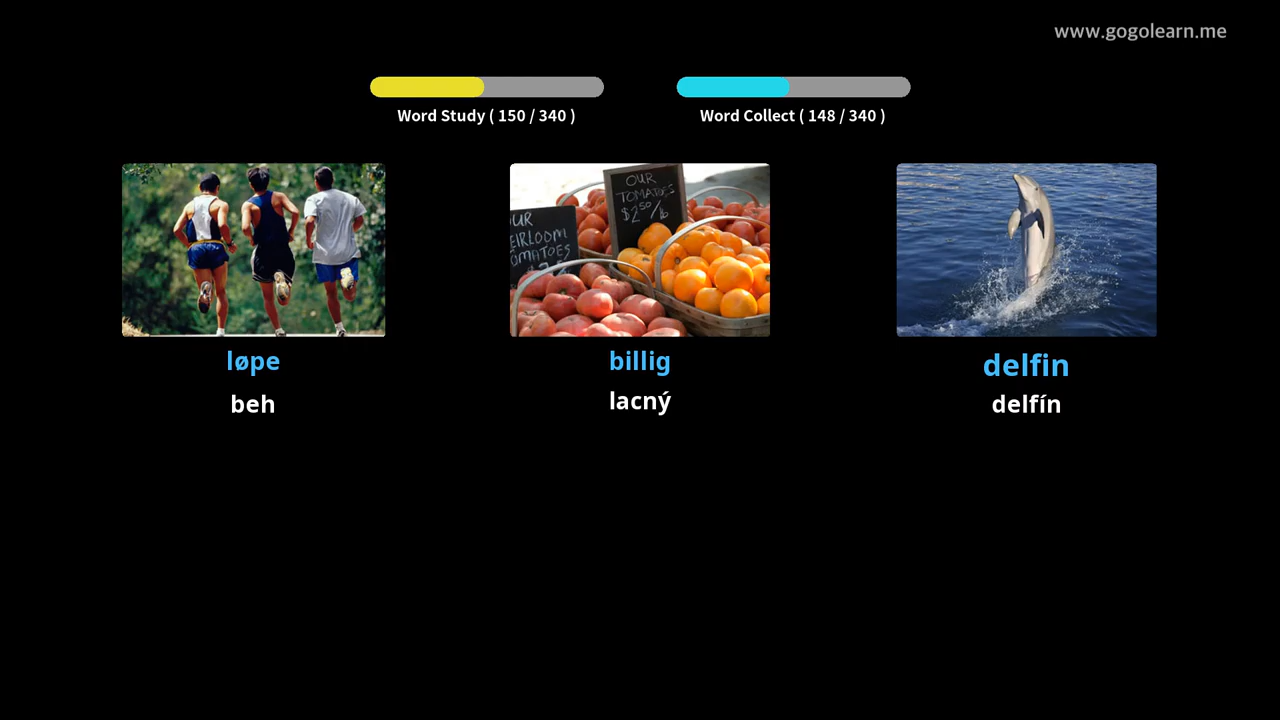 www.gogolearn.me
Word Study ( 150 / 340 )
Word Collect ( 148 / 340 )
OUR
TOMATOES
$2.50/lb
UR
EIRLOOM
OMATOES
løpe
billig
delfin
beh
lacný
delfín